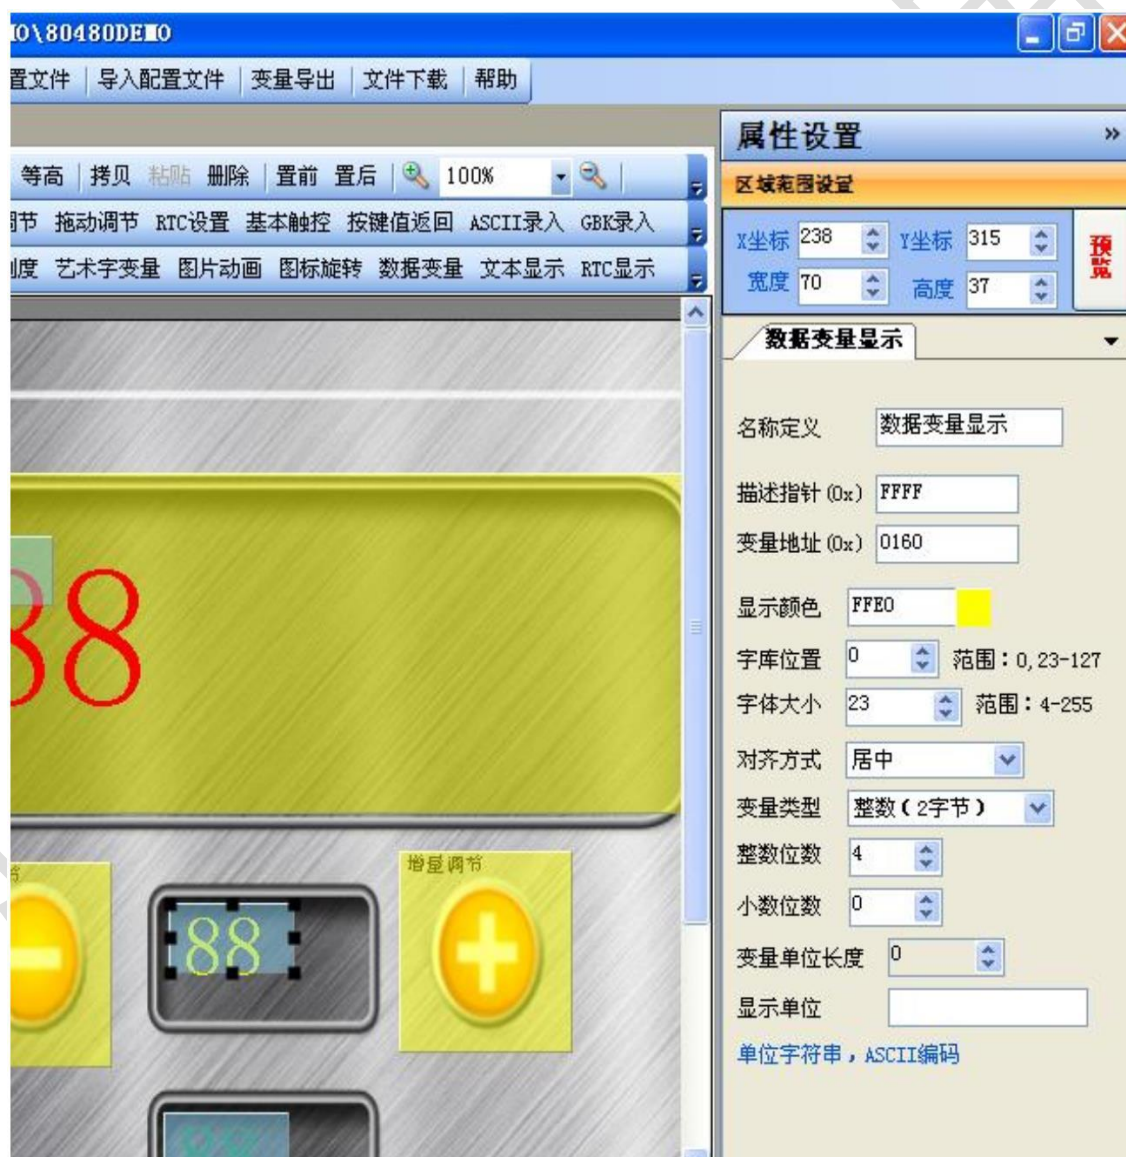 O\80480DEMO
置文件 导入配置文件 变量导出 文件下载 帮助
等高 拷贝 粘贴 删除 置前 置后 100%
调节 拖动调节 RTC设置 基本触控 按键值返回 ASCII录入 GBK录入
刻度 艺术字变量 图片动画 图标旋转 数据变量 文本显示 RTC显示
属性设置 »
区域范围设置
X坐标 238 Y坐标 315
宽度 70 高度 37
预览
数据变量显示
名称定义 数据变量显示
描述指针(0x) FFFF
变量地址(0x) 0160
显示颜色 FFE0
字库位置 0 范围：0,23-127
字体大小 23 范围：4-255
对齐方式 居中
变量类型 整数（2字节）
整数位数 4
小数位数 0
变量单位长度 0
显示单位
单位字符串，ASCII编码
88
节
增量调节
88